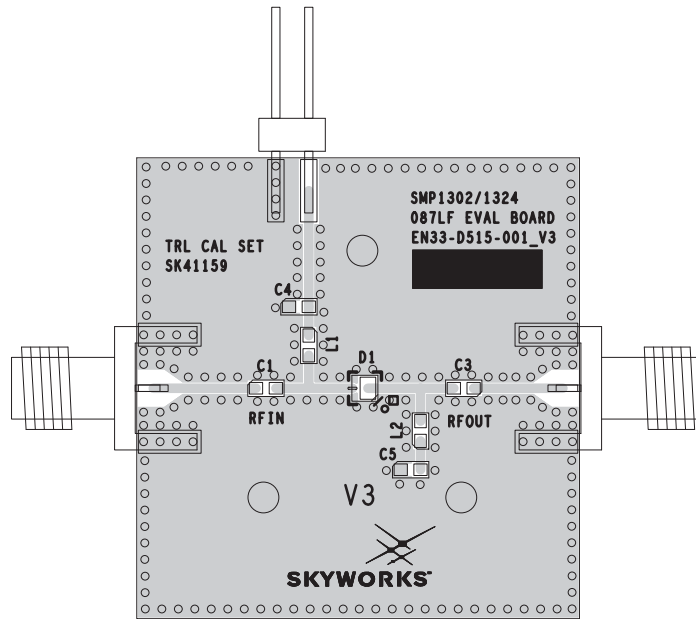 SMP1302/1324
087LF EVAL BOARD
EN33-D515-001_V3
TRL CAL SET
SK41159
C4
L1
C1
D1
C3
RFIN
L2
RFOUT
C5
V3
SKYWORKS